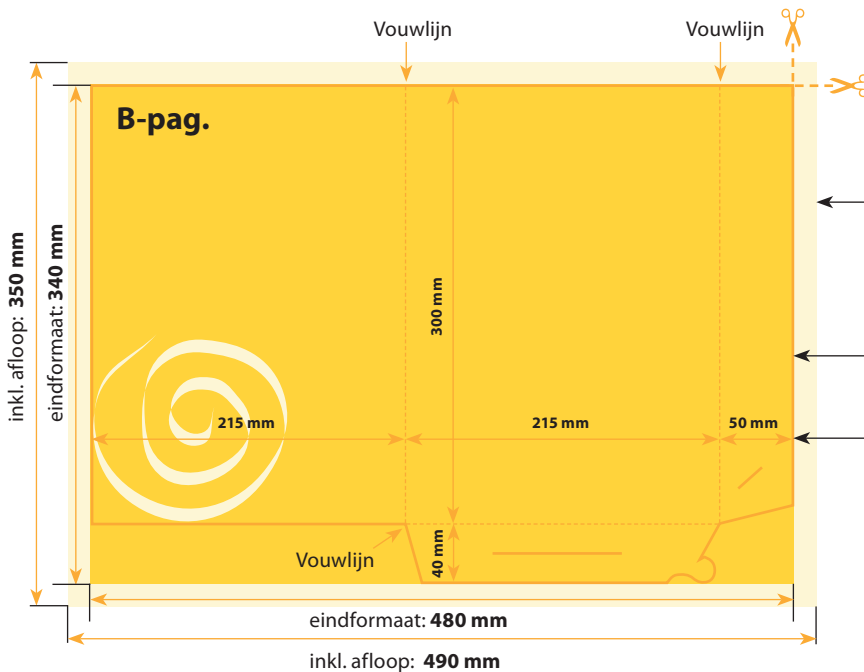 Vouwlijn
Vouwlijn
B-pag.
inkl. afloop: 350 mm
eindformaat: 340 mm
300 mm
215 mm
215 mm
50 mm
Vouwlijn
40 mm
eindformaat: 480 mm
inkl. afloop: 490 mm